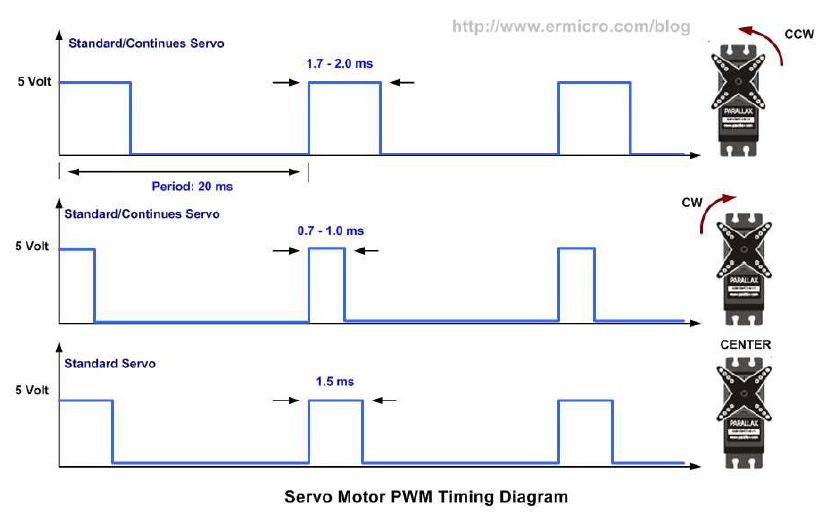 http://www.ermicro.com/blog
Standard/Continues Servo
CCW
1.7 - 2.0 ms
5 Volt
PARALLAX
Period: 20 ms
Standard/Continues Servo
CW
0.7 - 1.0 ms
5 Volt
PARALLAX
CENTER
Standard Servo
1.5 ms
5 Volt
PARALLAX
Servo Motor PWM Timing Diagram